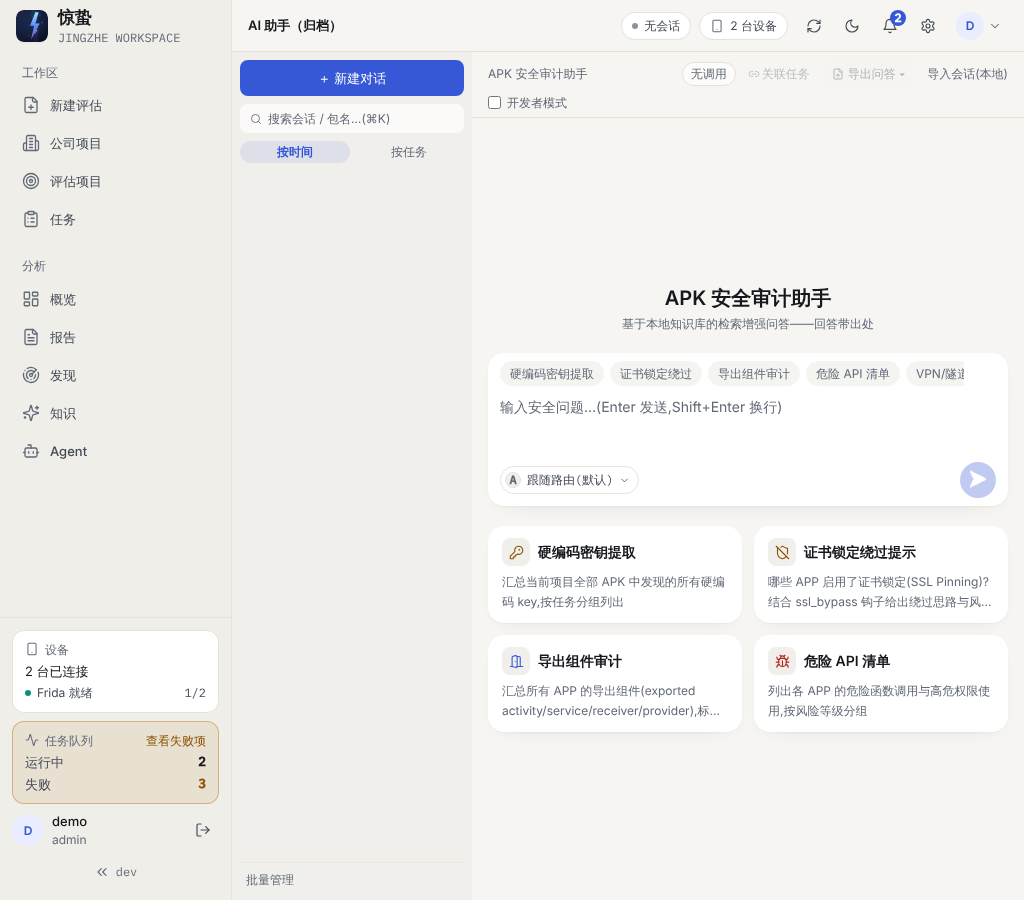 惊蛰
JINGZHE WORKSPACE
工作区
新建评估
公司项目
评估项目
任务
分析
概览
报告
发现
知识
Agent
设备
2 台已连接
Frida 就绪 1/2
任务队列 查看失败项
运行中 2
失败 3
D
demo
admin
dev
AI 助手（归档）
无会话
2 台设备
2
D
+ 新建对话
搜索会话 / 包名…(⌘K)
按时间 按任务
批量管理
APK 安全审计助手
无调用
关联任务
导出问答
导入会话(本地)
开发者模式
APK 安全审计助手
基于本地知识库的检索增强问答——回答带出处
硬编码密钥提取 证书锁定绕过 导出组件审计 危险 API 清单 VPN/隧道
输入安全问题…(Enter 发送,Shift+Enter 换行)
A 跟随路由(默认)
硬编码密钥提取
汇总当前项目全部 APK 中发现的所有硬编
码 key,按任务分组列出
证书锁定绕过提示
哪些 APP 启用了证书锁定(SSL Pinning)?
结合 ssl_bypass 钩子给出绕过思路与风…
导出组件审计
汇总所有 APP 的导出组件(exported
activity/service/receiver/provider),标…
危险 API 清单
列出各 APP 的危险函数调用与高危权限使
用,按风险等级分组